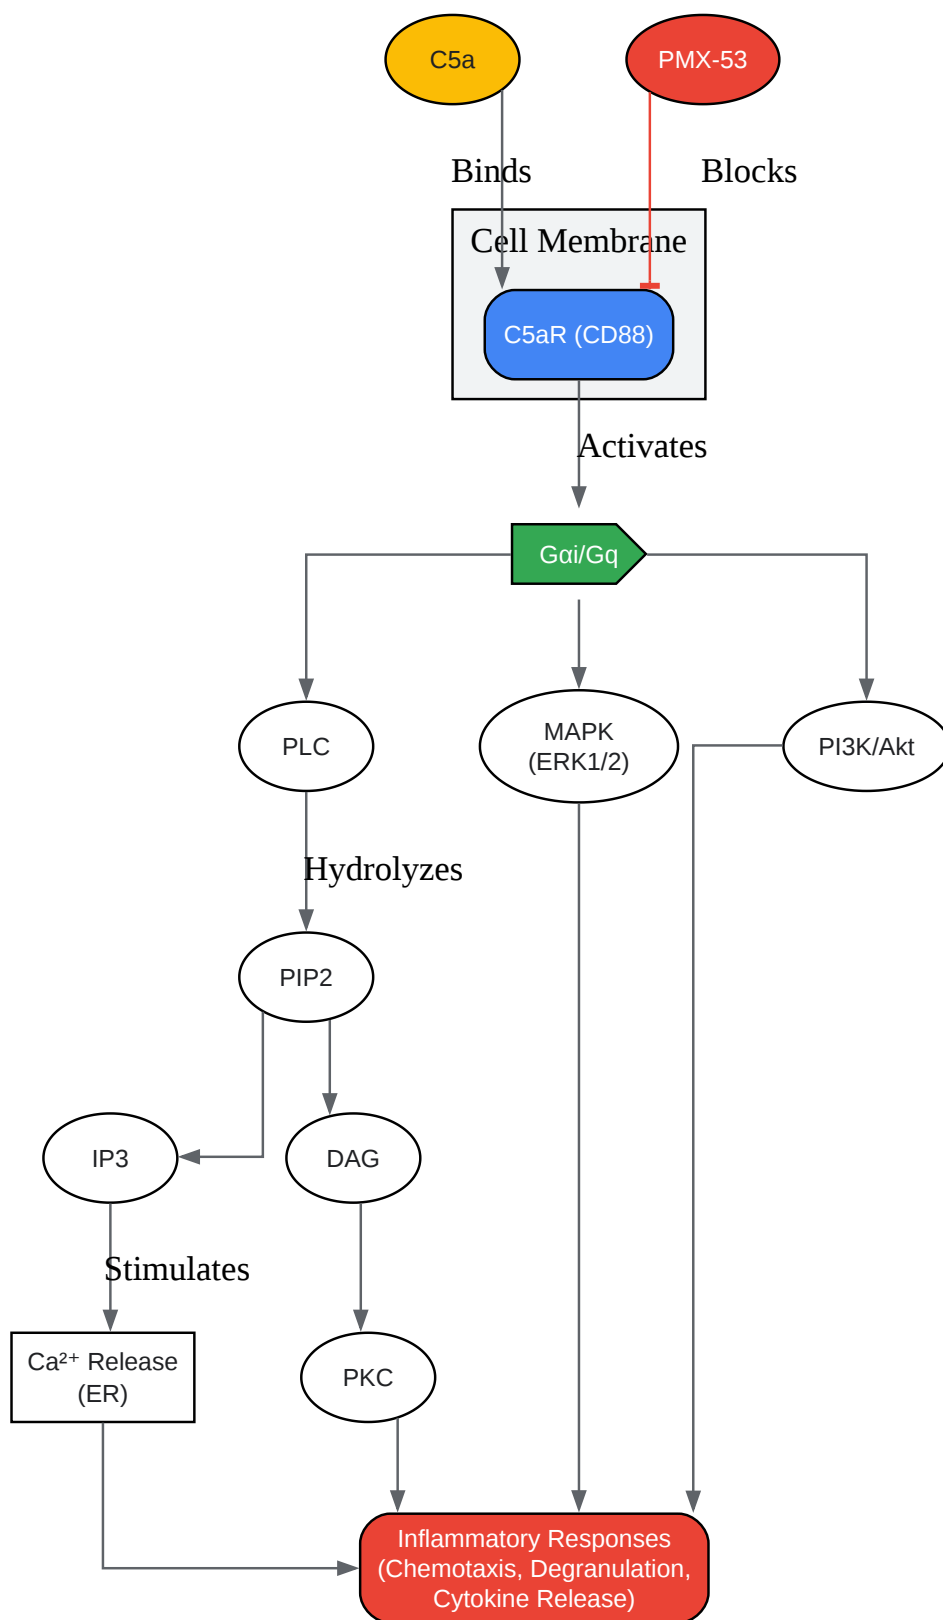 C5a
PMX-53
Binds
Blocks
Cell Membrane
C5aR (CD88)
Activates
Gαi/Gq
PLC
MAPK
(ERK1/2)
PI3K/Akt
Hydrolyzes
PIP2
IP3
DAG
Stimulates
Ca²⁺ Release
(ER)
PKC
Inflammatory Responses
(Chemotaxis, Degranulation,
Cytokine Release)